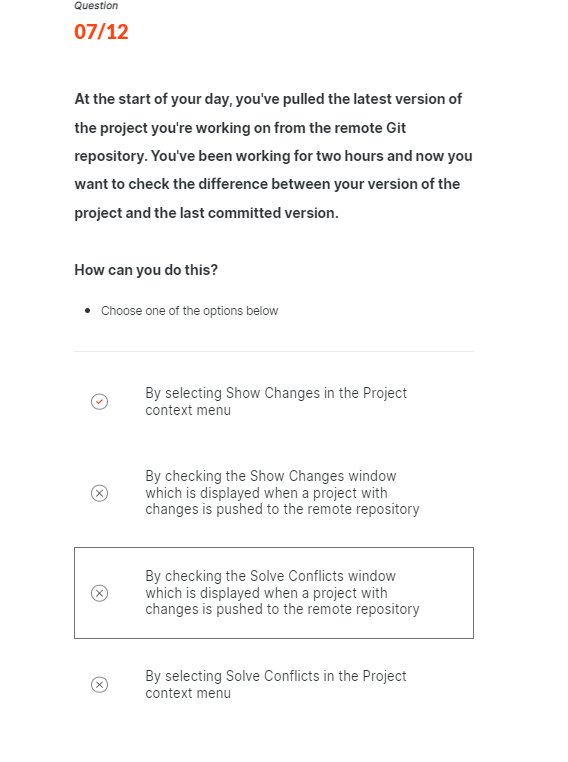 Question
07/12
At the start of your day, you've pulled the latest version of
the project you're working on from the remote Git
repository. You've been working for two hours and now you
want to check the difference between your version of the
project and the last committed version.
How can you do this?
Choose one of the options below
By selecting Show Changes in the Project
context menu
By checking the Show Changes window
which is displayed when a project with
changes is pushed to the remote repository
By checking the Solve Conflicts window
which is displayed when a project with
changes is pushed to the remote repository
By selecting Solve Conflicts in the Project
context menu